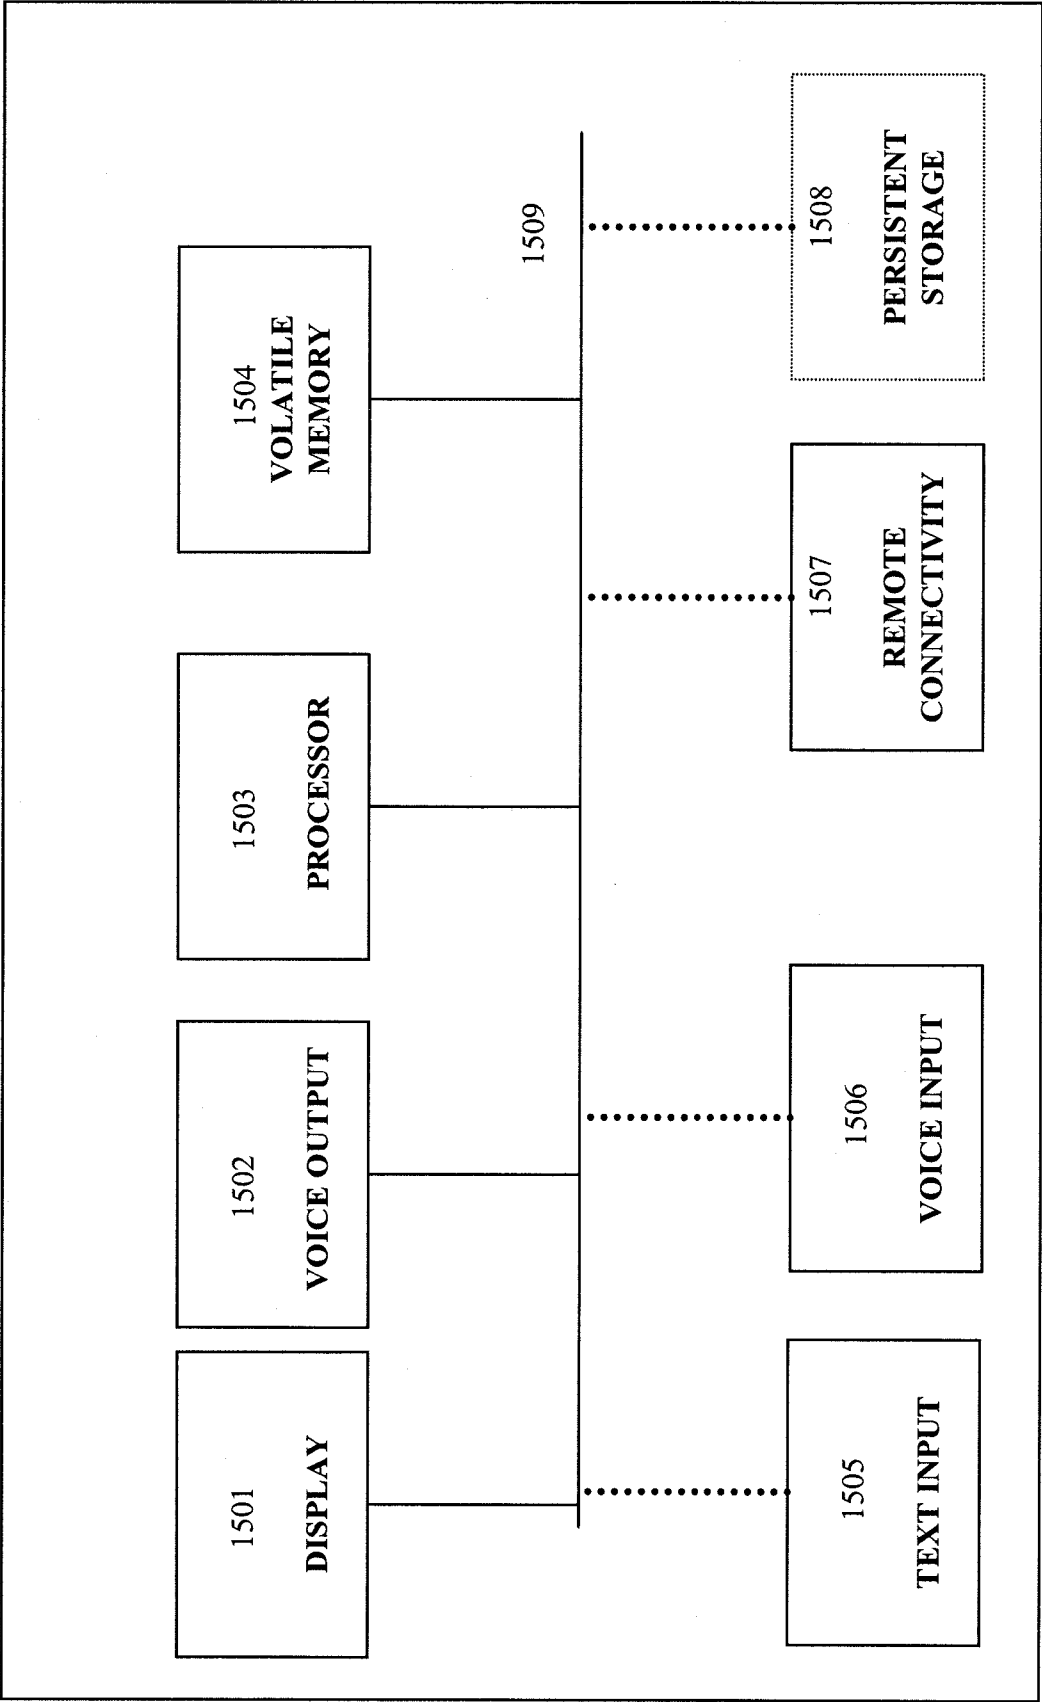 1501
DISPLAY
1502
VOICE OUTPUT
1503
PROCESSOR
1504
VOLATILE
MEMORY
1509
1505
TEXT INPUT
1506
VOICE INPUT
1507
REMOTE
CONNECTIVITY
1508
PERSISTENT
STORAGE